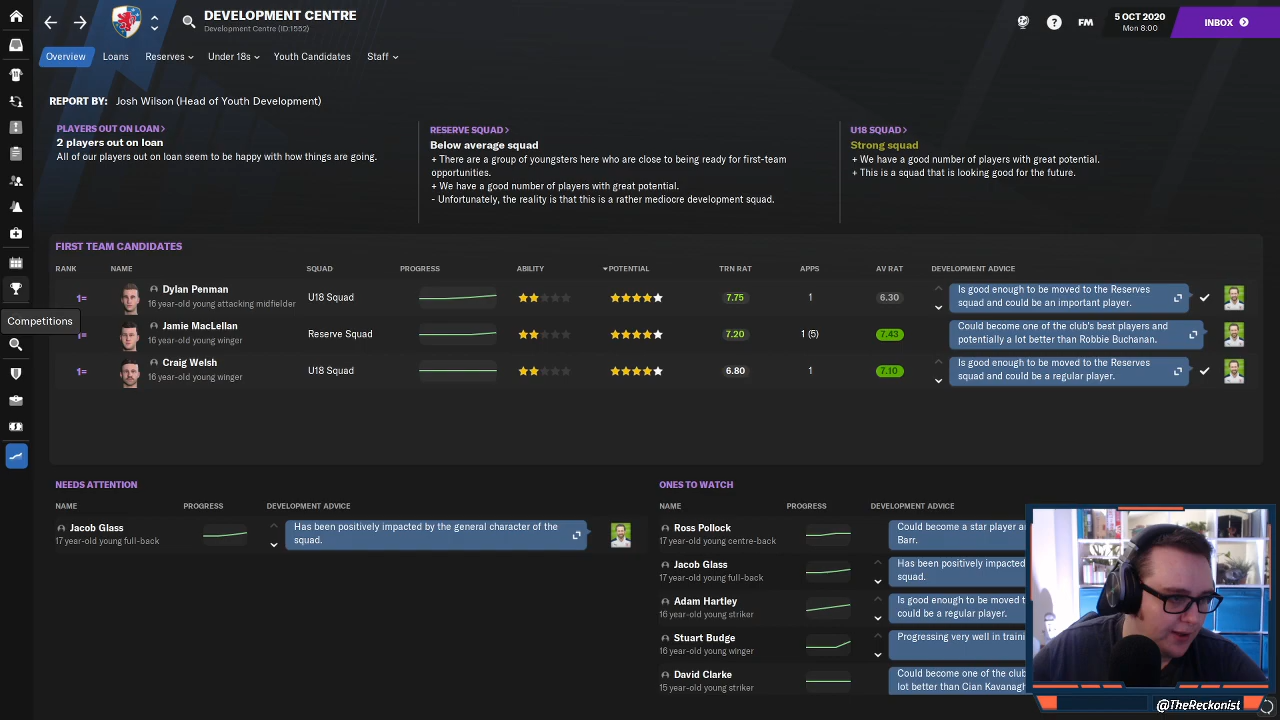 DEVELOPMENT CENTRE
Development Centre (ID:1552)
FM
5 OCT 2020
Mon 8:00
INBOX
Overview
Loans
Reserves
Under 18s
Youth Candidates
Staff
REPORT BY: Josh Wilson (Head of Youth Development)
PLAYERS OUT ON LOAN
2 players out on loan
All of our players out on loan seem to be happy with how things are going.
RESERVE SQUAD
Below average squad
+ There are a group of youngsters here who are close to being ready for first-team
opportunities.
+ We have a good number of players with great potential.
- Unfortunately, the reality is that this is a rather mediocre development squad.
U18 SQUAD
Strong squad
+ We have a good number of players with great potential.
+ This is a squad that is looking good for the future.
FIRST TEAM CANDIDATES
RANK NAME SQUAD PROGRESS ABILITY POTENTIAL TRN RAT APPS AV RAT DEVELOPMENT ADVICE
1= Dylan Penman U18 Squad 7.75 1 6.30
16 year-old young attacking midfielder
Is good enough to be moved to the Reserves
squad and could be an important player.
Competitions
1= Jamie MacLellan Reserve Squad 7.20 1 (5) 7.43
16 year-old young winger
Could become one of the club's best players and
potentially a lot better than Robbie Buchanan.
1= Craig Welsh U18 Squad 6.80 1 7.10
16 year-old young winger
Is good enough to be moved to the Reserves
squad and could be a regular player.
NEEDS ATTENTION
NAME PROGRESS DEVELOPMENT ADVICE
Jacob Glass
17 year-old young full-back
Has been positively impacted by the general character of the
squad.
ONES TO WATCH
NAME PROGRESS DEVELOPMENT ADVICE
Ross Pollock
17 year-old young centre-back
Could become a star player a
Barr.
Jacob Glass
17 year-old young full-back
Has been positively impacted
squad.
Adam Hartley
16 year-old young striker
Is good enough to be moved t
could be a regular player.
Stuart Budge
16 year-old young winger
Progressing very well in traini
David Clarke
15 year-old young striker
Could become one of the club
lot better than Cian Kavanagh
@TheReckonist